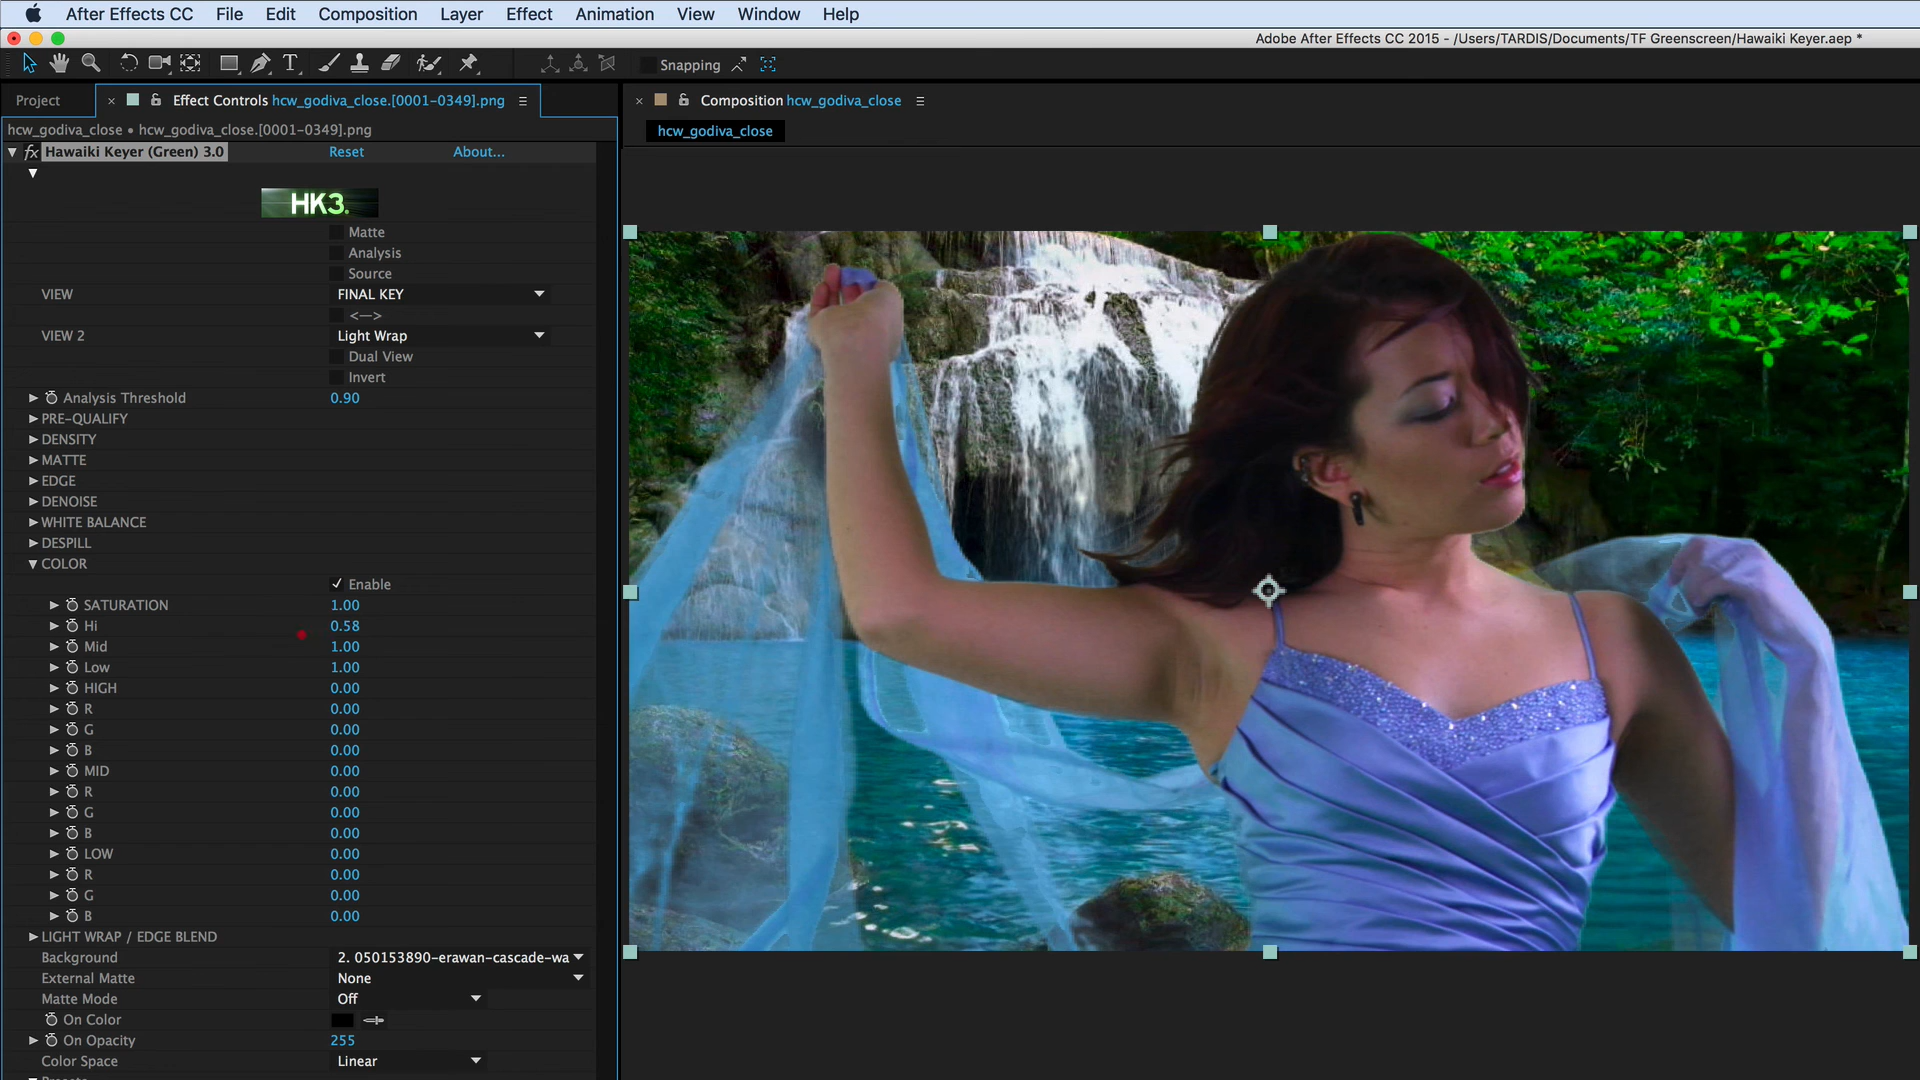 After Effects CC File Edit Composition Layer Effect Animation View Window Help
Adobe After Effects CC 2015 - /Users/TARDIS/Documents/TF Greenscreen/Hawaiki Keyer.aep *
T Snapping
Project × Effect Controls hcw_godiva_close.[0001-0349].png
× Composition hcw_godiva_close
hcw_godiva_close • hcw_godiva_close.[0001-0349].png
hcw_godiva_close
fx Hawaiki Keyer (Green) 3.0 Reset About...
HK3.
Matte
Analysis
Source
VIEW FINAL KEY
<—>
VIEW 2 Light Wrap
Dual View
Invert
Analysis Threshold 0.90
PRE-QUALIFY
DENSITY
MATTE
EDGE
DENOISE
WHITE BALANCE
DESPILL
COLOR
✓ Enable
SATURATION 1.00
Hi 0.58
Mid 1.00
Low 1.00
HIGH 0.00
R 0.00
G 0.00
B 0.00
MID 0.00
R 0.00
G 0.00
B 0.00
LOW 0.00
R 0.00
G 0.00
B 0.00
LIGHT WRAP / EDGE BLEND
Background 2. 050153890-erawan-cascade-wa
External Matte None
Matte Mode Off
On Color
On Opacity 255
Color Space Linear